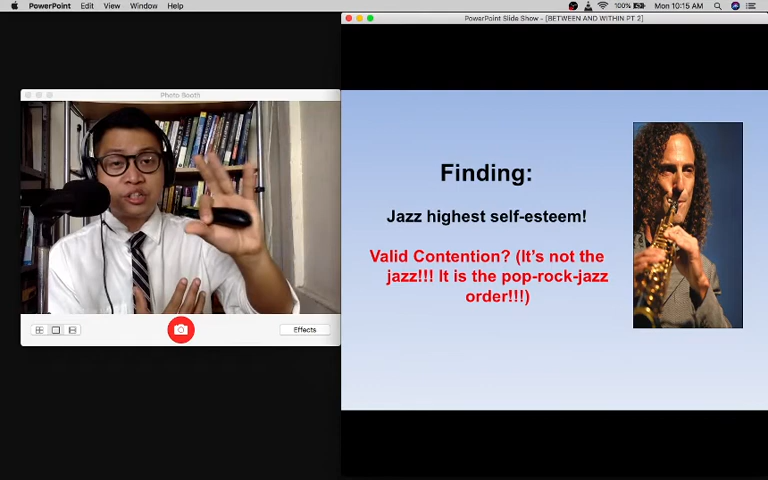 PowerPoint Edit View Window Help 100% Mon 10:15 AM
PowerPoint Slide Show - [BETWEEN AND WITHIN PT 2]
Photo Booth
Finding:
Jazz highest self-esteem!
Valid Contention? (It's not the
jazz!!! It is the pop-rock-jazz
order!!!)
Effects